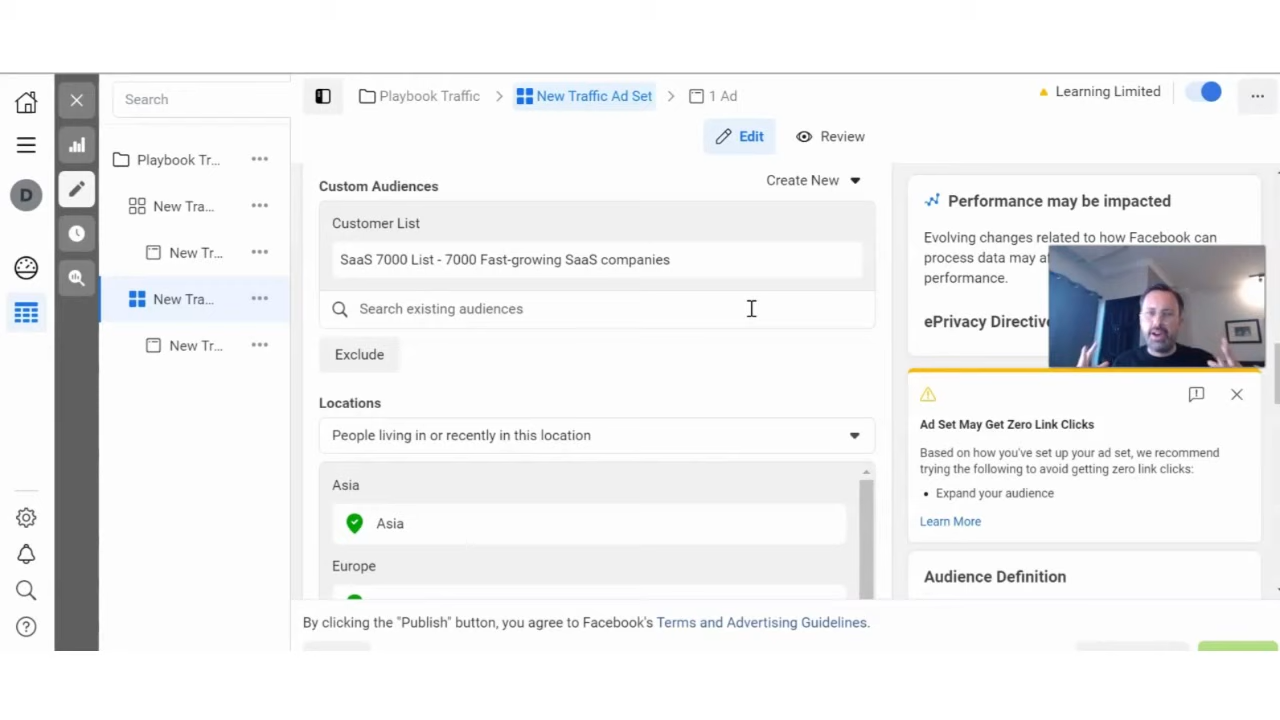 Search
Playbook Traffic
New Traffic Ad Set
1 Ad
Learning Limited
Edit
Review
D
Playbook Tr...
New Tra...
New Tr...
New Tra...
New Tr...
Custom Audiences
Create New
Customer List
SaaS 7000 List - 7000 Fast-growing SaaS companies
Search existing audiences
Exclude
Locations
People living in or recently in this location
Asia
Asia
Europe
Performance may be impacted
Evolving changes related to how Facebook can
process data may
performance.
ePrivacy
Ad Set May Get Zero Link Clicks
Based on how you've set up your ad set, we recommend
trying the following to avoid getting zero link clicks:
• Expand your audience
Learn More
Audience Definition
By clicking the "Publish" button, you agree to Facebook's Terms and Advertising Guidelines.